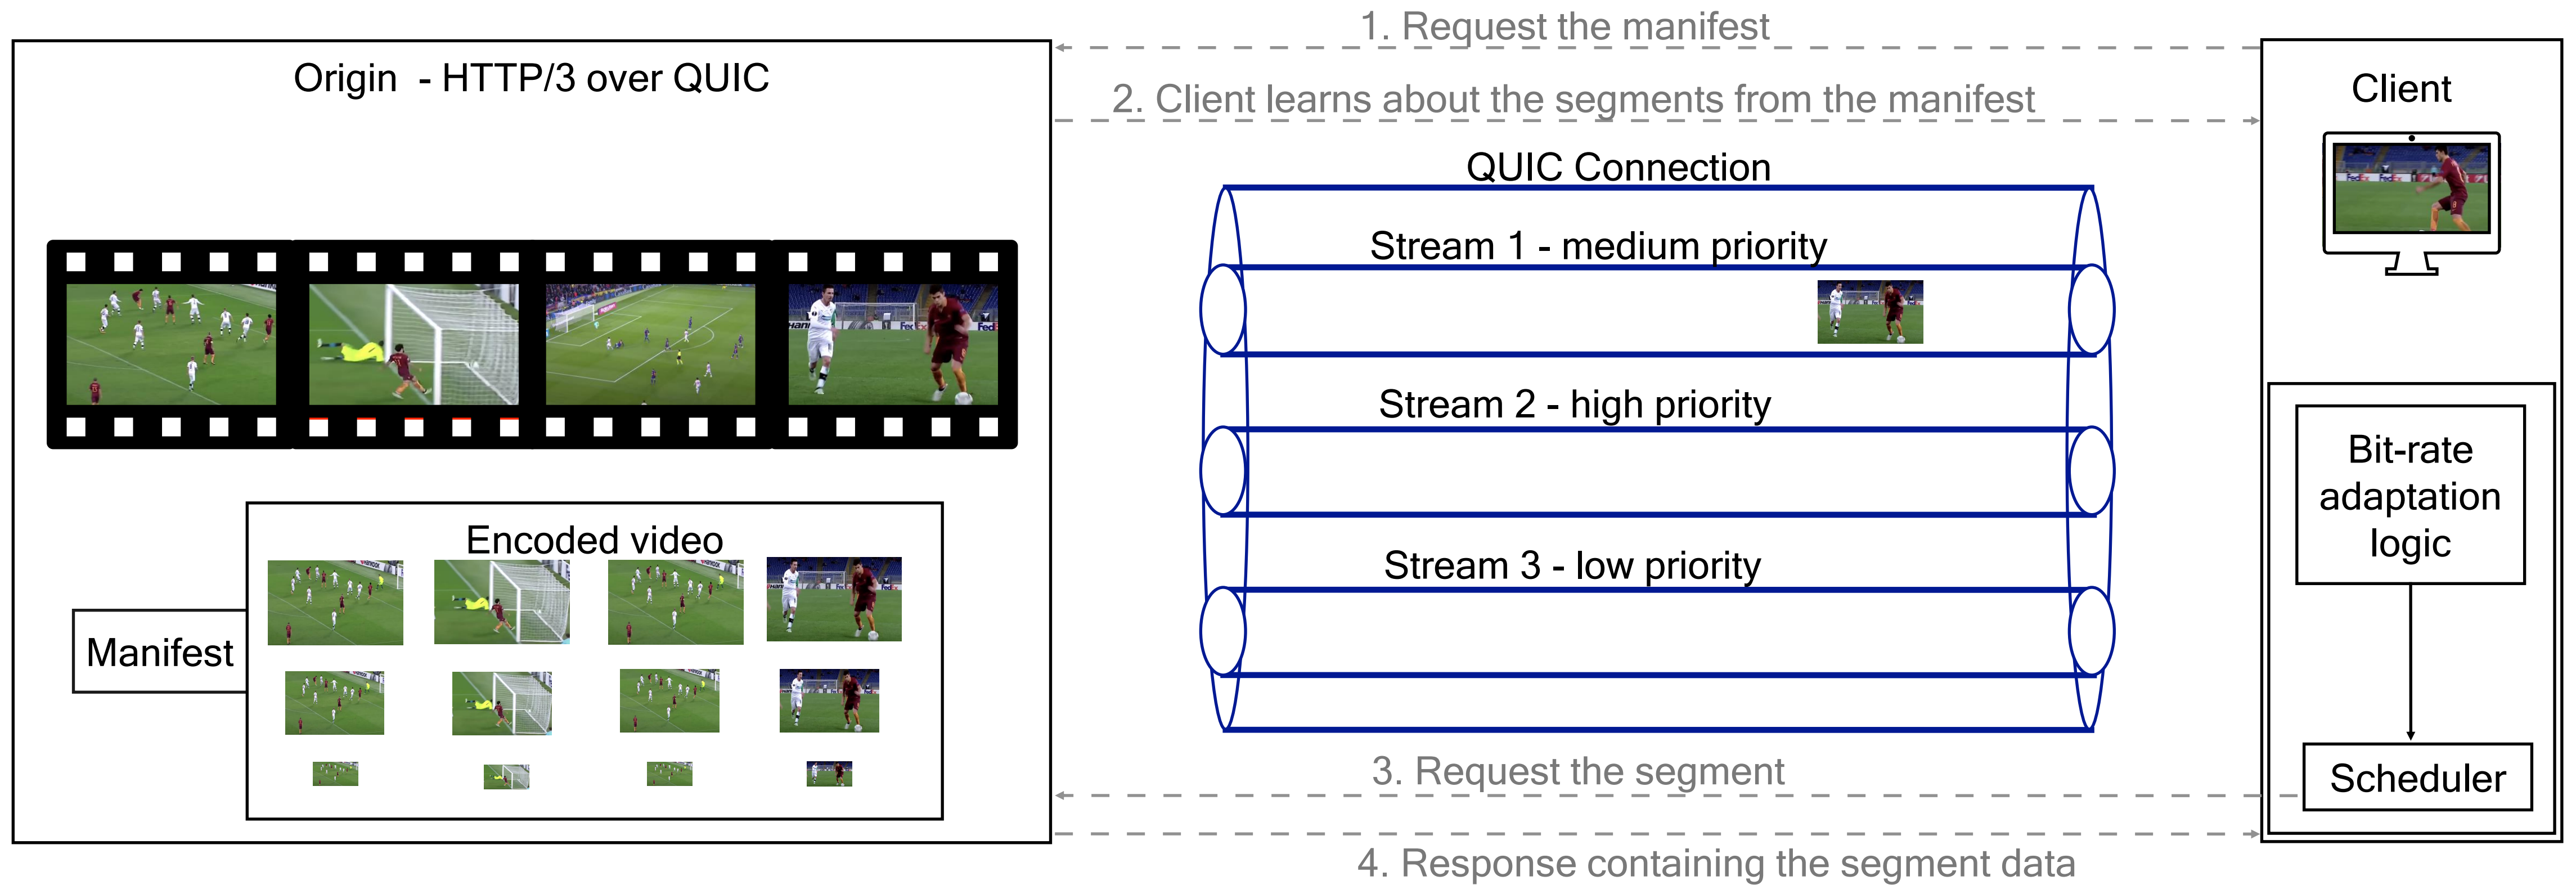 1. Request the manifest
Origin - HTTP/3 over QUIC
2. Client learns about the segments from the manifest
Client
QUIC Connection
Stream 1 - medium priority
Stream 2 - high priority
Stream 3 - low priority
Encoded video
Manifest
Bit-rate
adaptation
logic
Scheduler
3. Request the segment
4. Response containing the segment data